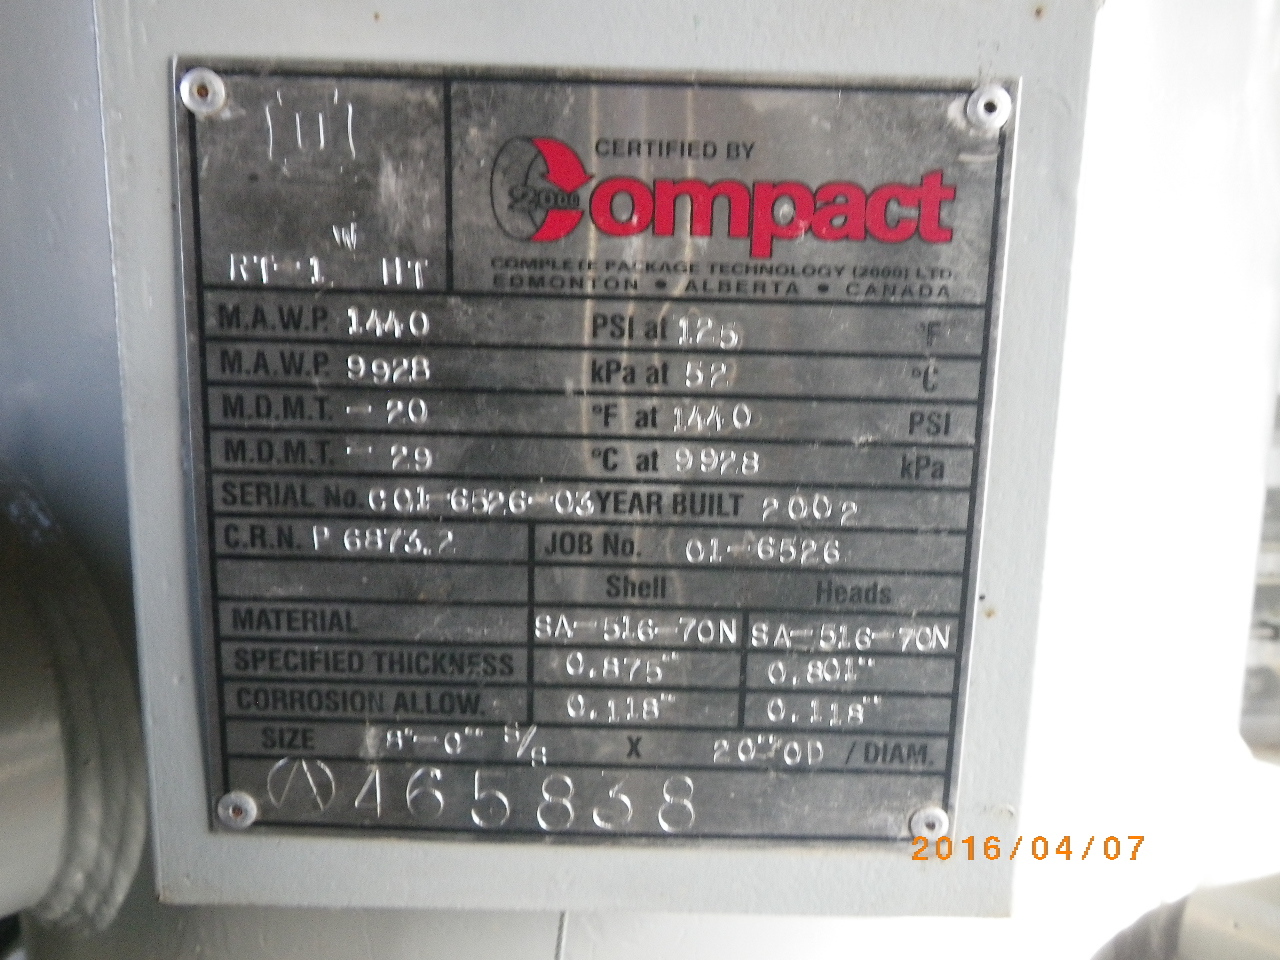 W
RT-1 HT
CERTIFIED BY
2000 Compact
COMPLETE PACKAGE TECHNOLOGY (2000) LTD.
EDMONTON • ALBERTA • CANADA
M.A.W.P. 1440 PSI at 125 °F
M.A.W.P. 9928 kPa at 52 °C
M.D.M.T. -20 °F at 1440 PSI
M.D.M.T. -29 °C at 9928 kPa
SERIAL No. C01-6526-03 YEAR BUILT 2002
C.R.N. P 6873.2 JOB No. 01-6526
Shell Heads
MATERIAL SA-516-70N SA-516-70N
SPECIFIED THICKNESS 0.875" 0.801"
CORROSION ALLOW. 0.118" 0.118"
SIZE 8'-0" S/S X 20"OD / DIAM.
A 465838
2016/04/07